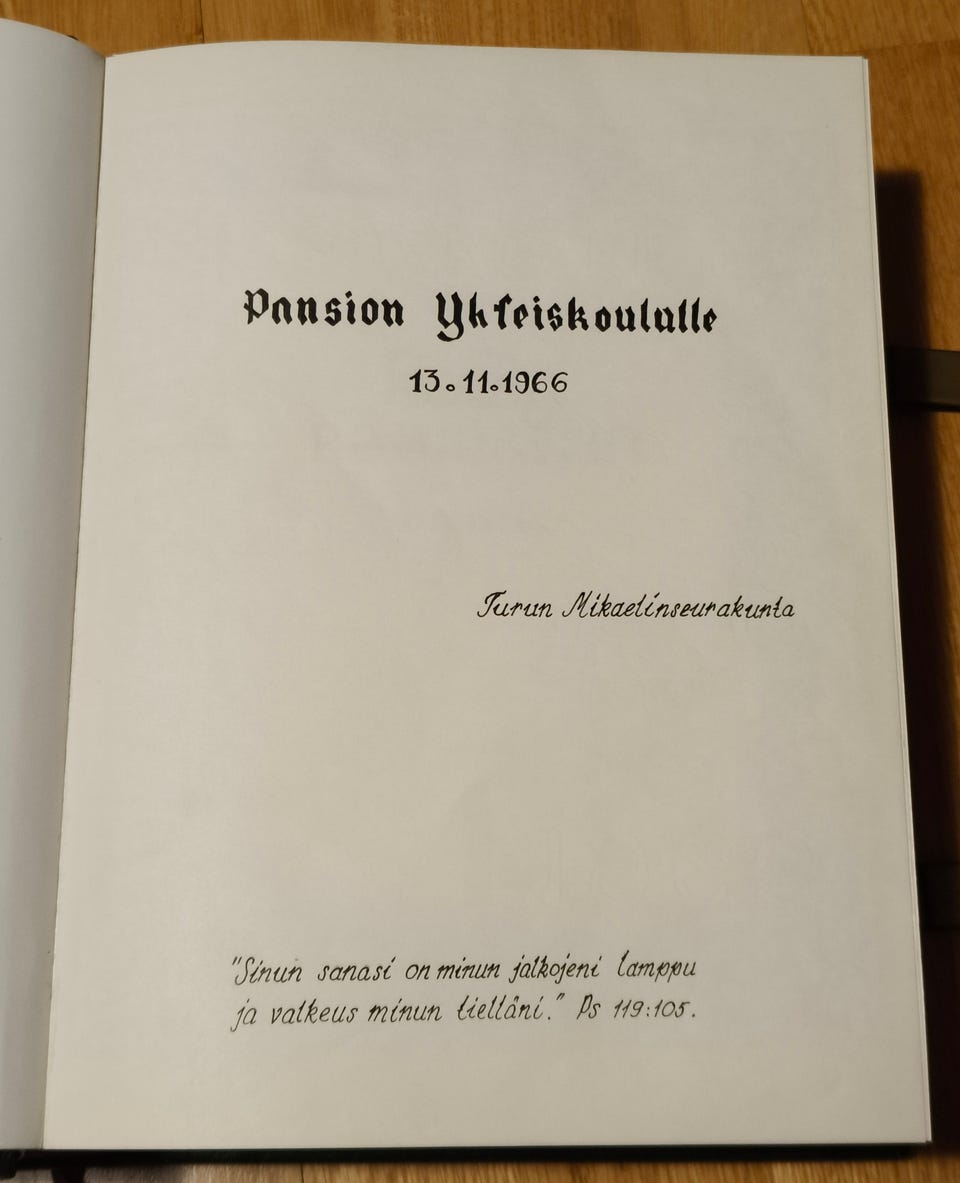 Pansion Yhteiskoululle
13.11.1966
Turun Mikaelinseurakunta
"Sinun sanasi on minun jalkojeni lamppu
ja valkeus minun tielläni." Ps 119:105.